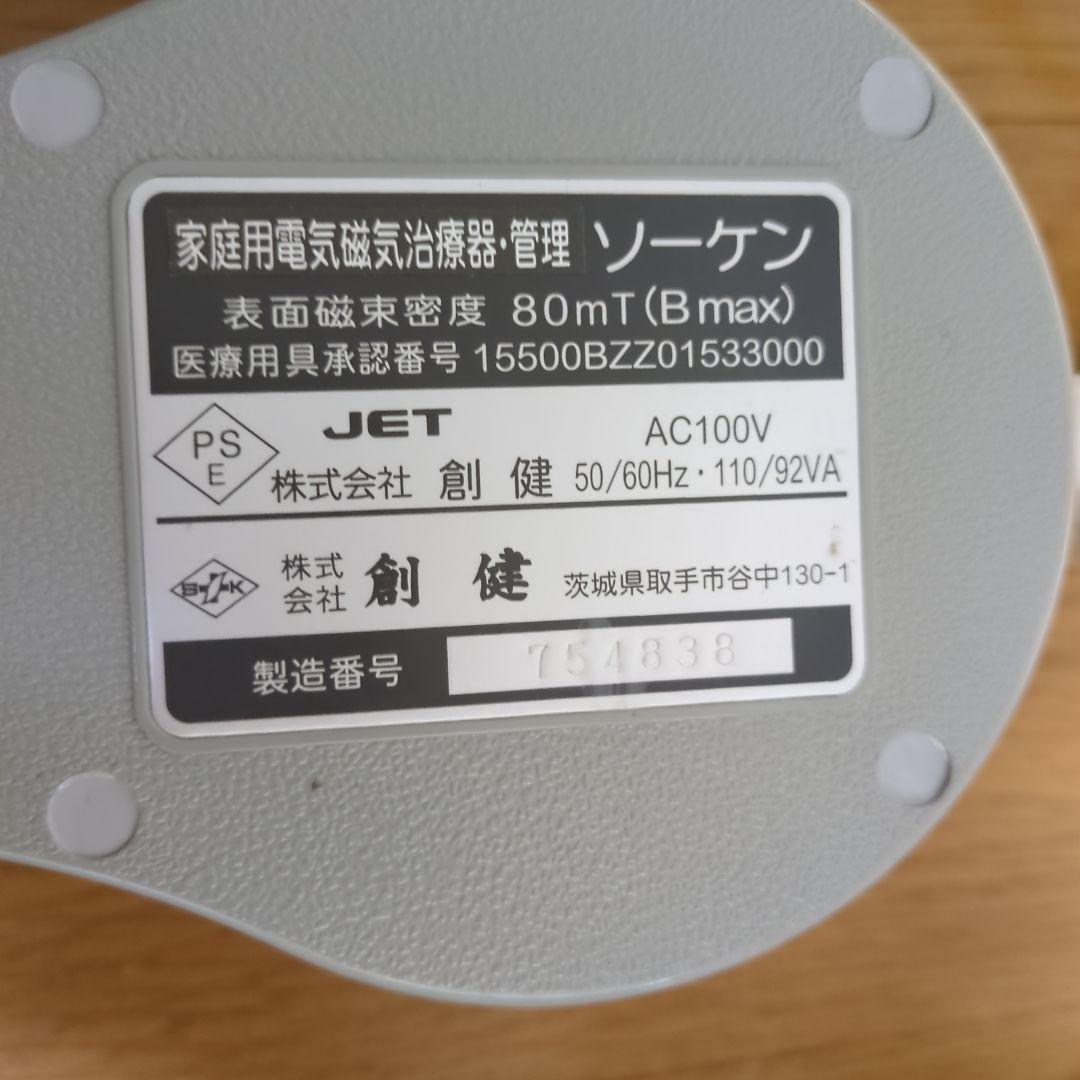 家庭用電気磁気治療器・管理 ソーケン
表面磁束密度 80mT(Bmax)
医療用具承認番号 15500BZZ01533000
PS
E
JET
AC100V
株式会社 創健 50/60Hz・110/92VA
SK
株式
会社
創健
茨城県取手市谷中130-1
製造番号 754838